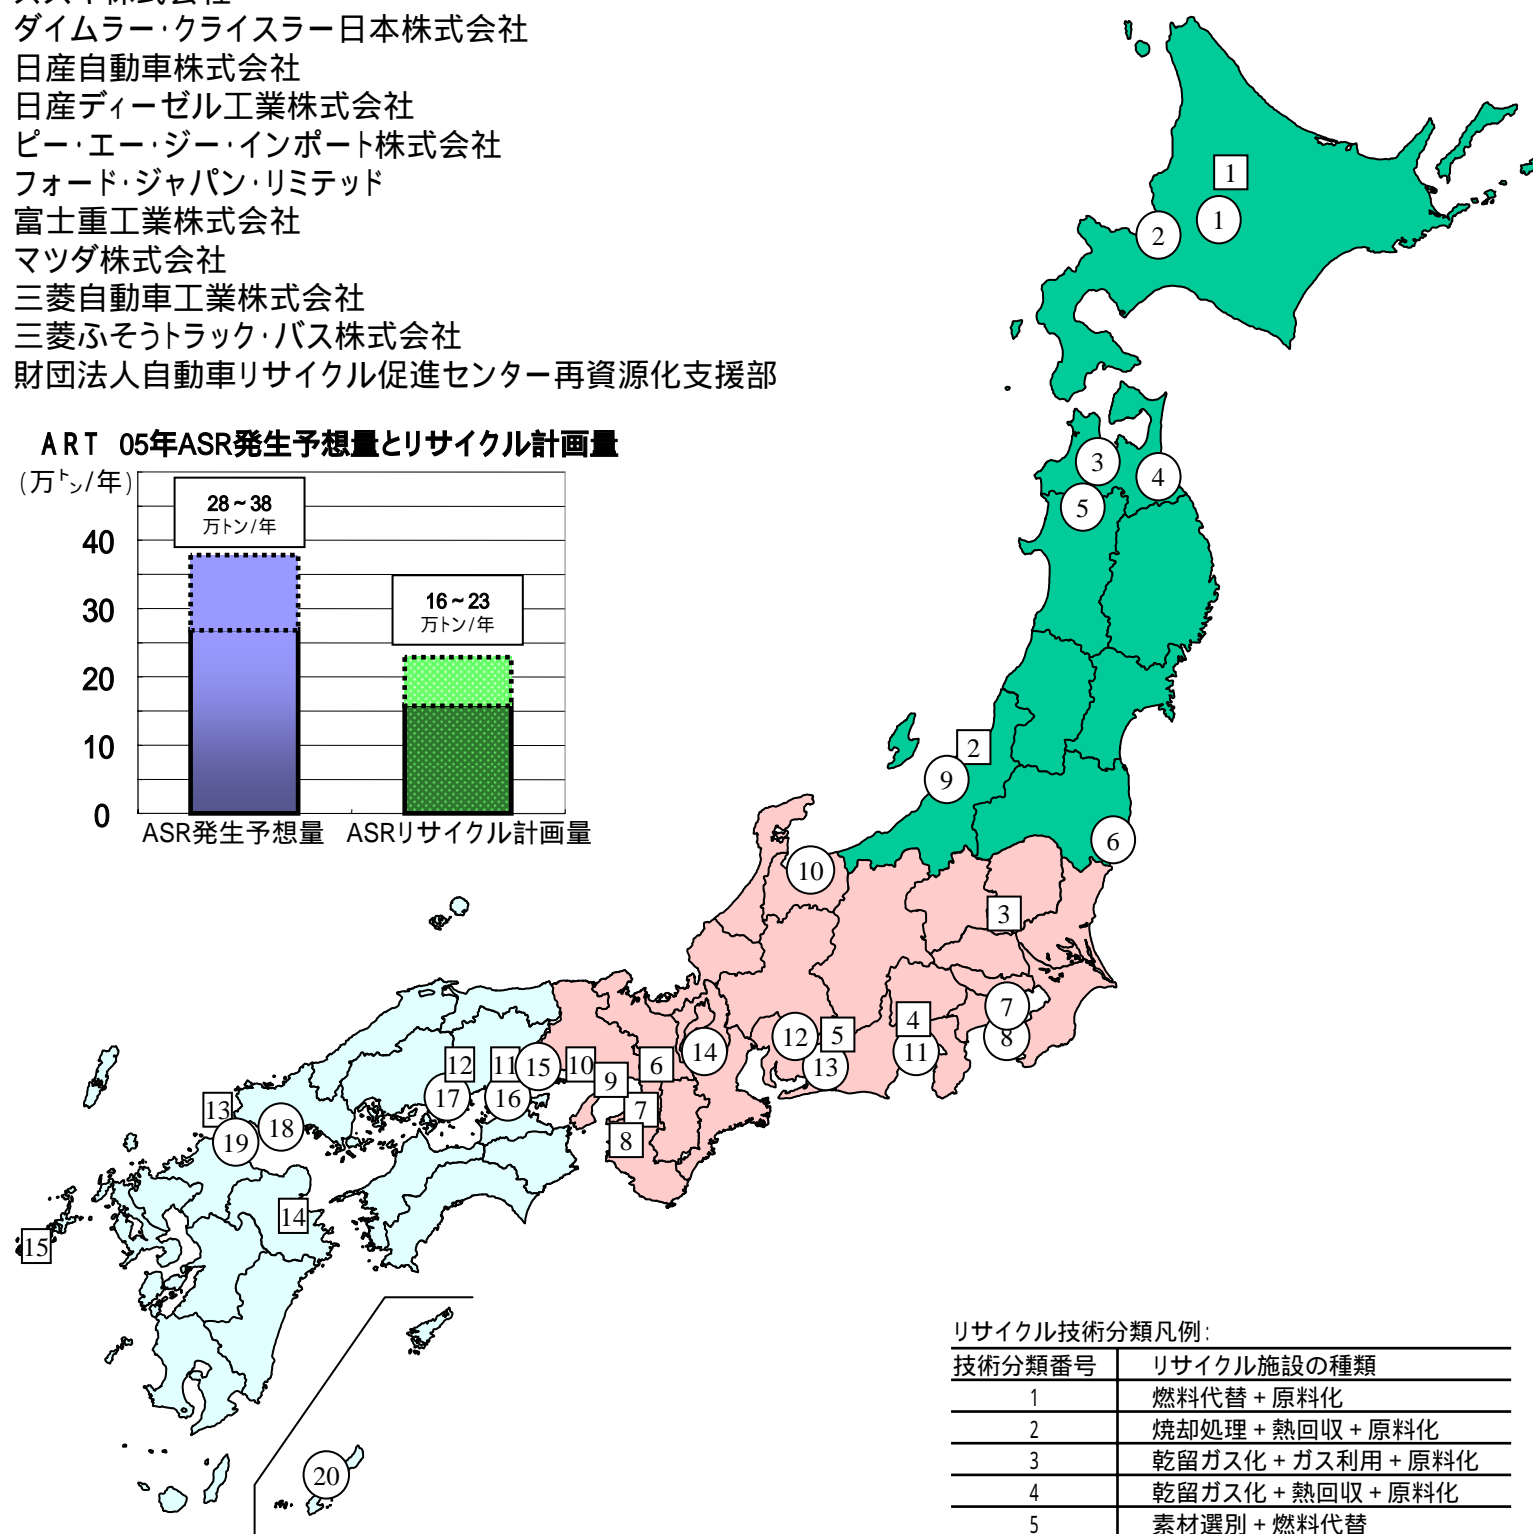 スズキ株式会社
ダイムラー・クライスラー日本株式会社
日産自動車株式会社
日産ディーゼル工業株式会社
ピー・エー・ジー・インポート株式会社
フォード・ジャパン・リミテッド
富士重工業株式会社
マツダ株式会社
三菱自動車工業株式会社
三菱ふそうトラック・バス株式会社
財団法人自動車リサイクル促進センター再資源化支援部
ART 05年ASR発生予想量とリサイクル計画量
(万トン/年)
28～38
万トン/年
16～23
万トン/年
40
30
20
10
0
ASR発生予想量 ASRリサイクル計画量
1
1
2
3
4
5
2
9
6
10
3
7
8
4
11
12
5
13
14
6
15
10
9
7
8
11
12
16
17
13
18
19
14
15
20
リサイクル技術分類凡例:
技術分類番号 リサイクル施設の種類
1 燃料代替+原料化
2 焼却処理+熱回収+原料化
3 乾留ガス化+ガス利用+原料化
4 乾留ガス化+熱回収+原料化
5 素材選別+燃料代替